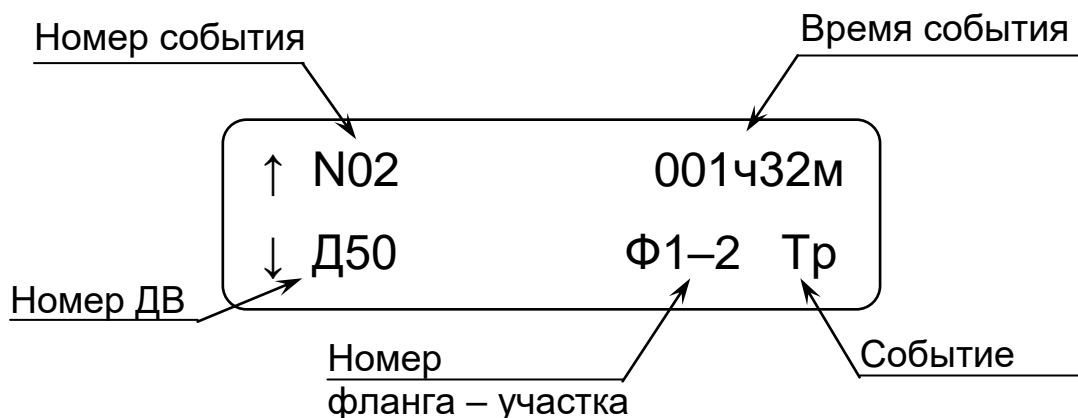 Номер события
Время события
↑ N02 001ч32м
↓ Д50 Ф1–2 Тр
Номер ДВ
Номер
фланга – участка
Событие